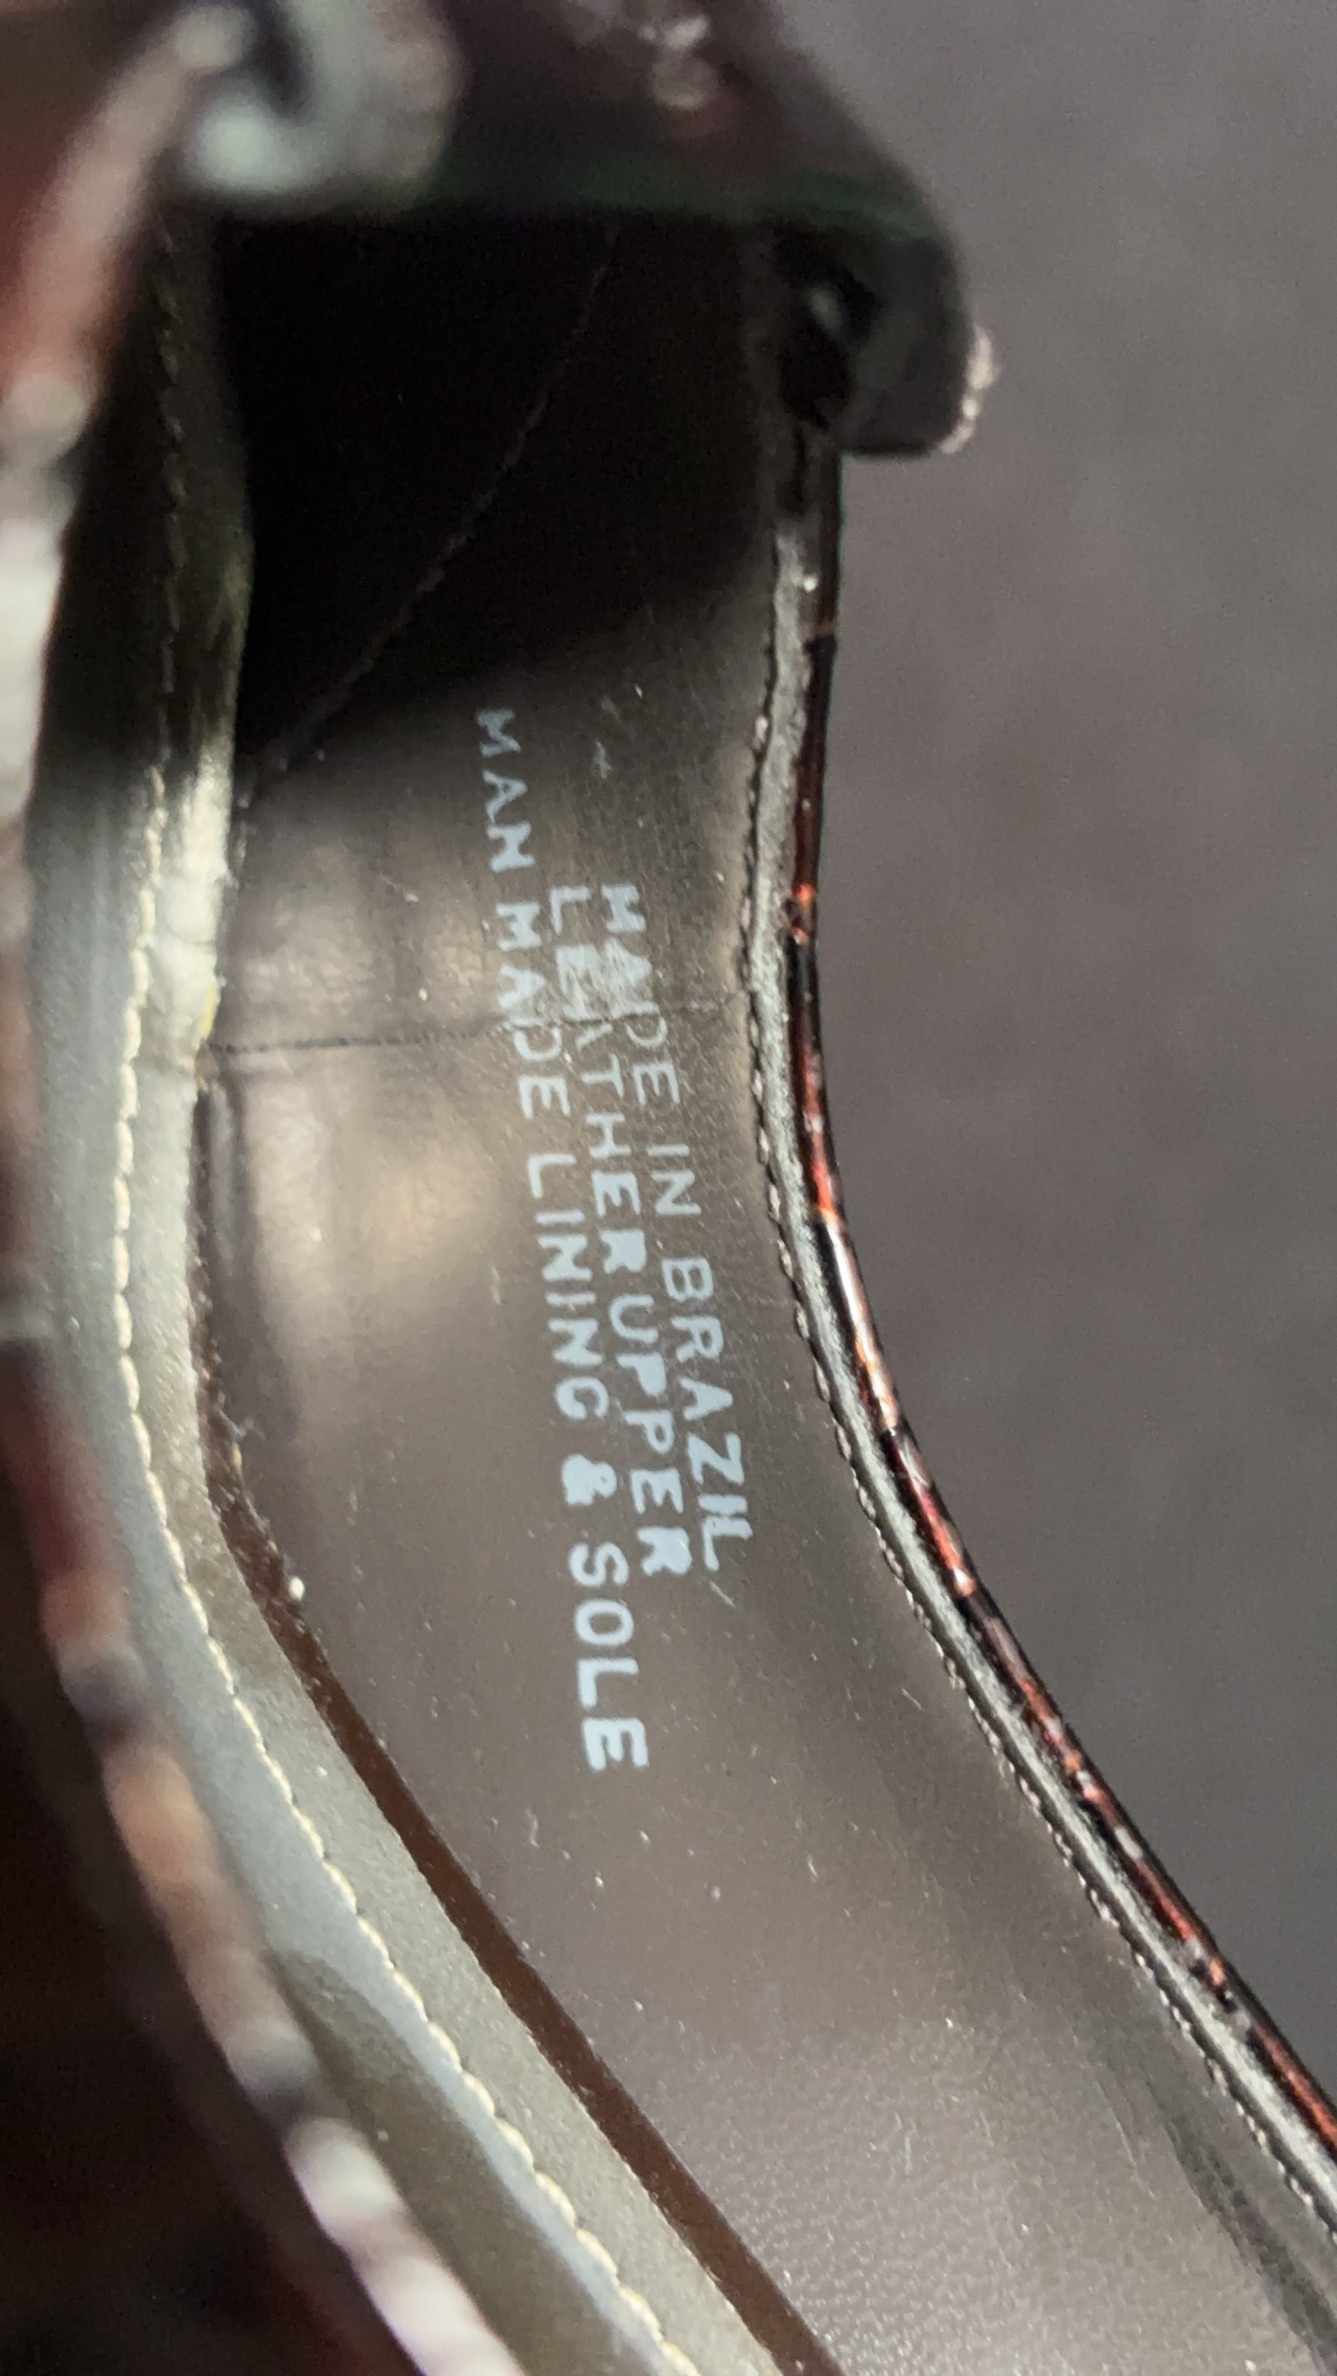 MADE IN BRAZIL
LEATHER UPPER
MAN MADE LINING & SOLE